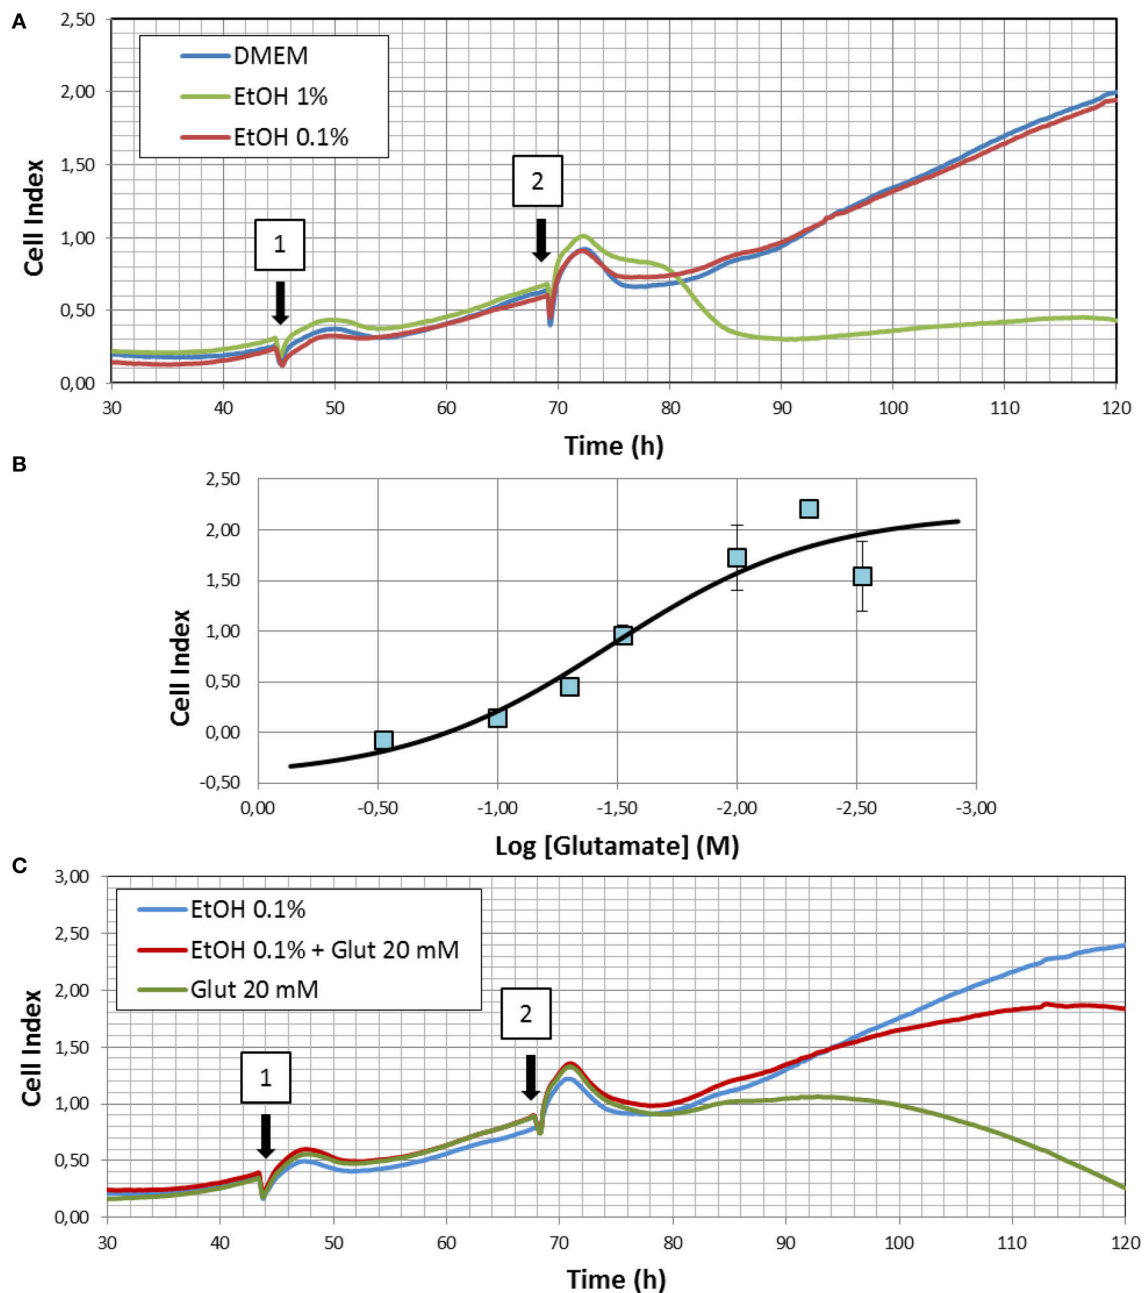 A
2,50
2,00
1,50
1,00
0,50
0,00
Cell Index
DMEM
EtOH 1%
EtOH 0.1%
1
2
30 40 50 60 70 80 90 100 110 120
Time (h)
B
2,50
2,00
1,50
1,00
0,50
0,00
-0,50
Cell Index
0,00 -0,50 -1,00 -1,50 -2,00 -2,50 -3,00
Log [Glutamate] (M)
C
3,00
2,50
2,00
1,50
1,00
0,50
0,00
Cell Index
EtOH 0.1%
EtOH 0.1% + Glut 20 mM
Glut 20 mM
1
2
30 40 50 60 70 80 90 100 110 120
Time (h)